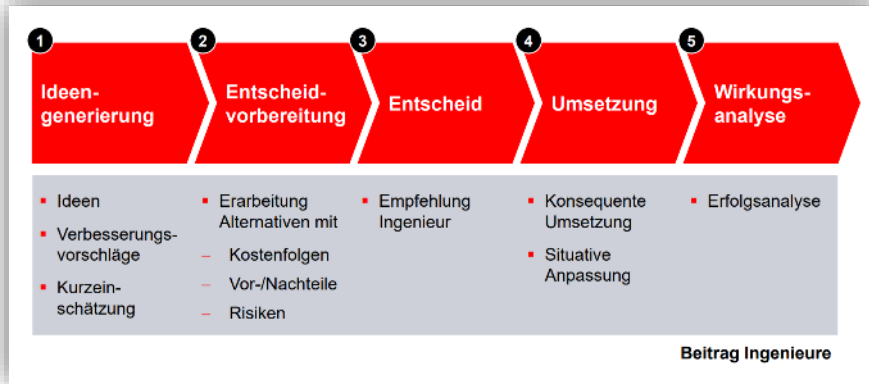 1
Ideen-
generierung
2
Entscheid-
vorbereitung
3
Entscheid
4
Umsetzung
5
Wirkungs-
analyse
▪ Ideen
▪ Verbesserungs-
vorschläge
▪ Kurzein-
schätzung
▪ Erarbeitung
Alternativen mit
– Kostenfolgen
– Vor-/Nachteile
– Risiken
▪ Empfehlung
Ingenieur
▪ Konsequente
Umsetzung
▪ Situative
Anpassung
▪ Erfolgsanalyse
Beitrag Ingenieure